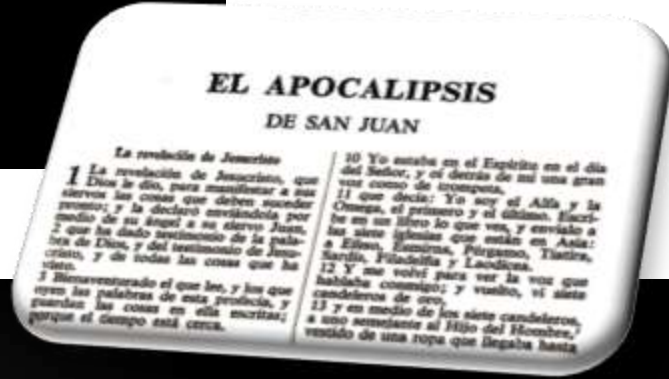 EL APOCALIPSIS
DE SAN JUAN
La revelación de Jesucristo
1 La revelación de Jesucristo, que
Dios le dio, para manifestar a sus
siervos las cosas que deben suceder
pronto; y la declaró enviándola por
medio de su ángel a su siervo Juan,
2 que ha dado testimonio de la pala-
bra de Dios, y del testimonio de Jesu-
cristo, y de todas las cosas que ha
visto.
3 Bienaventurado el que lee, y los que
oyen las palabras de esta profecía, y
guardan las cosas en ella escritas;
porque el tiempo está cerca.
10 Yo estaba en el Espíritu en el día
del Señor, y oí detrás de mí una gran
voz como de trompeta,
11 que decía: Yo soy el Alfa y la
Omega, el primero y el último. Escri-
be en un libro lo que ves, y envíalo a
las siete iglesias que están en Asia:
a Efeso, Esmirna, Pérgamo, Tiatira,
Sardis, Filadelfia y Laodicea.
12 Y me volví para ver la voz que
hablaba conmigo; y vuelto, vi siete
candeleros de oro,
13 y en medio de los siete candeleros,
a uno semejante al Hijo del Hombre,
vestido de una ropa que llegaba hasta